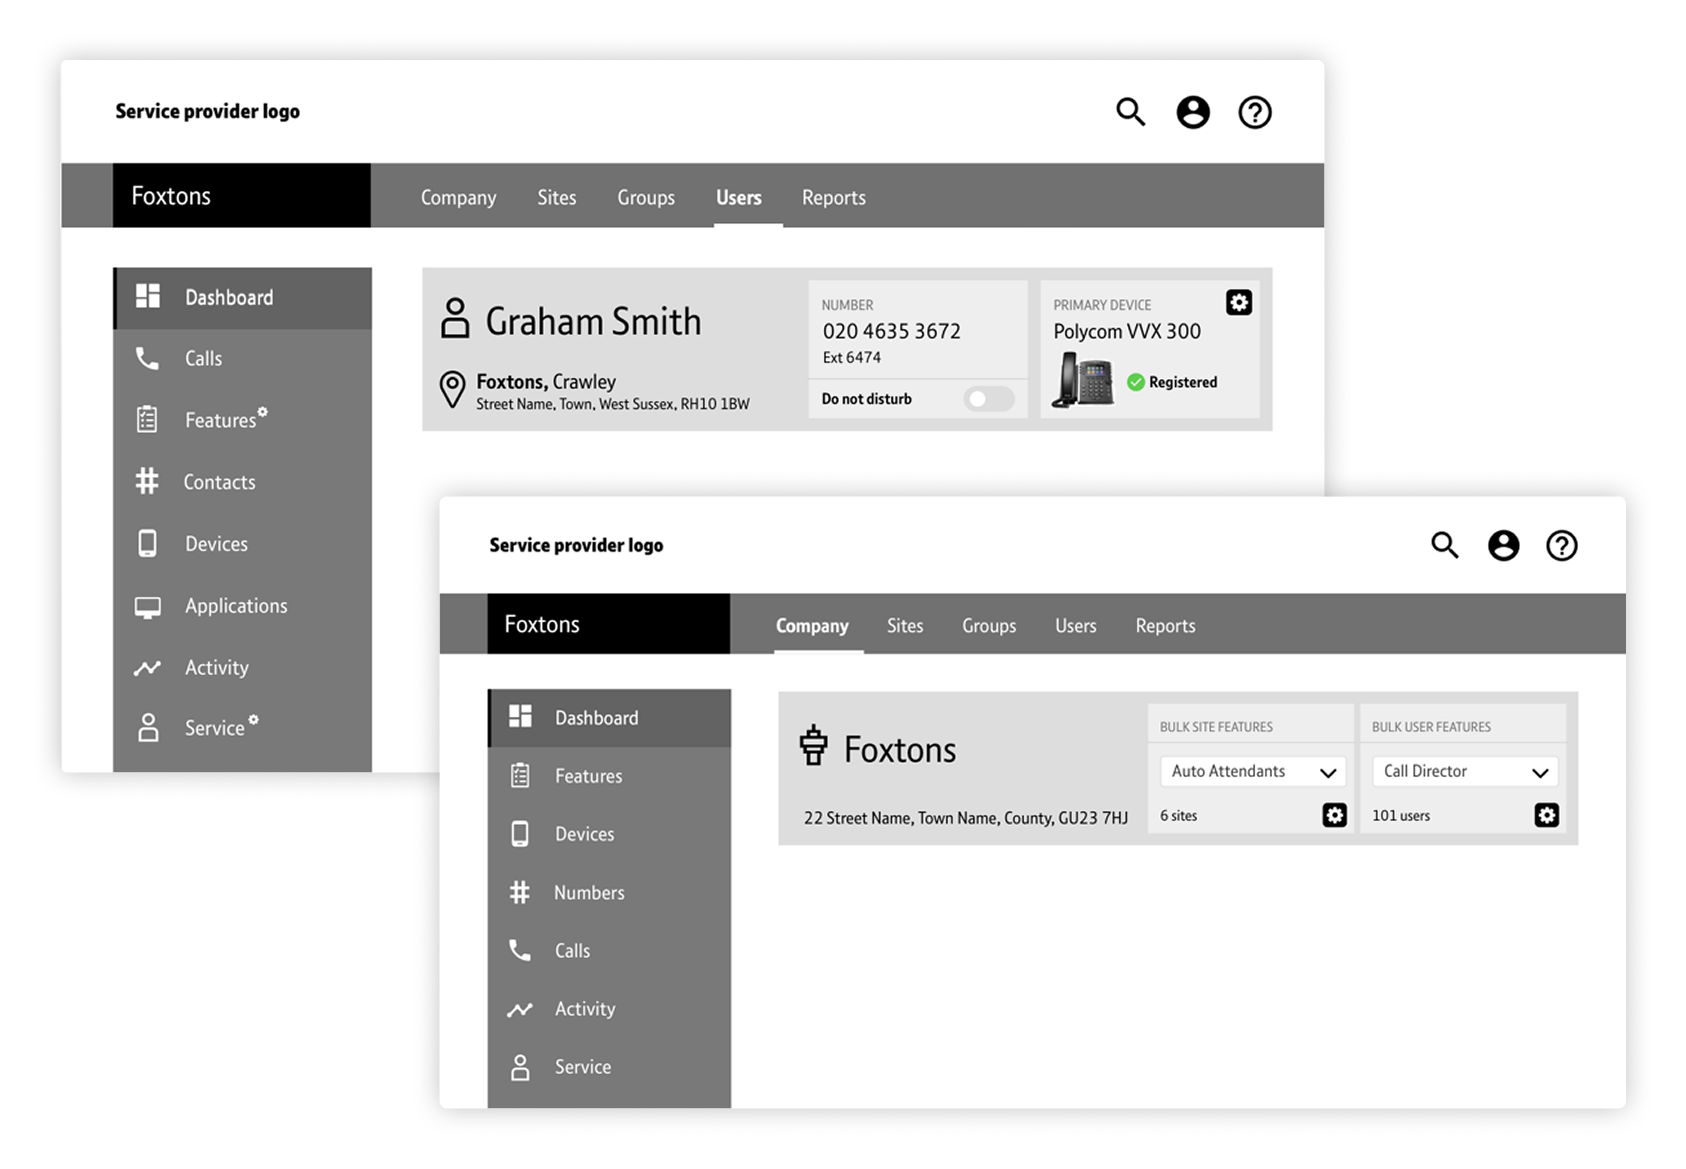 Service provider logo
Foxtons
Company Sites Groups Users Reports
Dashboard
Calls
Features
Contacts
Devices
Applications
Activity
Service
Graham Smith
Foxtons, Crawley
Street Name, Town, West Sussex, RH10 1BW
NUMBER
020 4635 3672
Ext 6474
Do not disturb
PRIMARY DEVICE
Polycom VVX 300
Registered
Service provider logo
Foxtons
Company Sites Groups Users Reports
Dashboard
Features
Devices
Numbers
Calls
Activity
Service
Foxtons
22 Street Name, Town Name, County, GU23 7HJ
BULK SITE FEATURES
Auto Attendants
6 sites
BULK USER FEATURES
Call Director
101 users